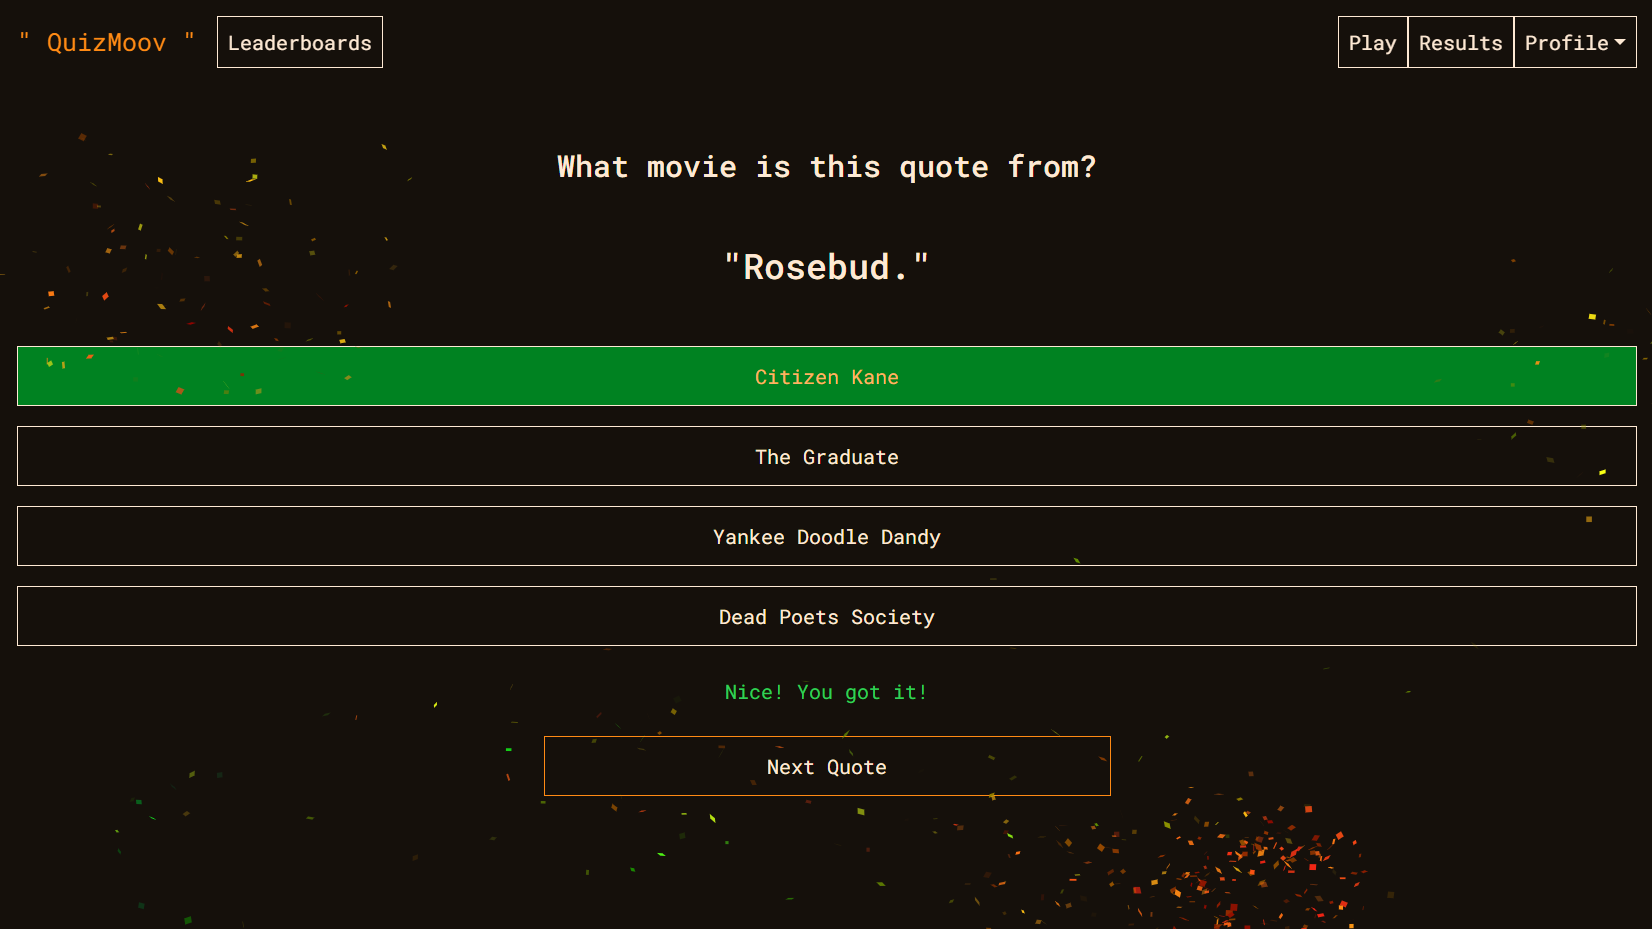 " QuizMoov "
Leaderboards
Play
Results
Profile
What movie is this quote from?
"Rosebud."
Citizen Kane
The Graduate
Yankee Doodle Dandy
Dead Poets Society
Nice! You got it!
Next Quote